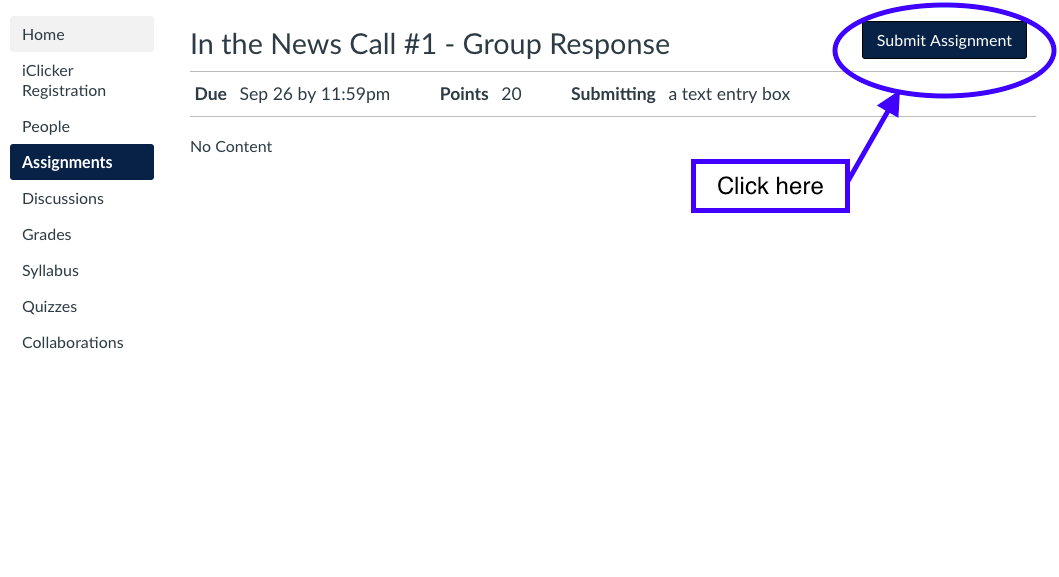 Home
iClicker
Registration
People
Assignments
Discussions
Grades
Syllabus
Quizzes
Collaborations
In the News Call #1 - Group Response
Submit Assignment
Due Sep 26 by 11:59pm Points 20 Submitting a text entry box
No Content
Click here